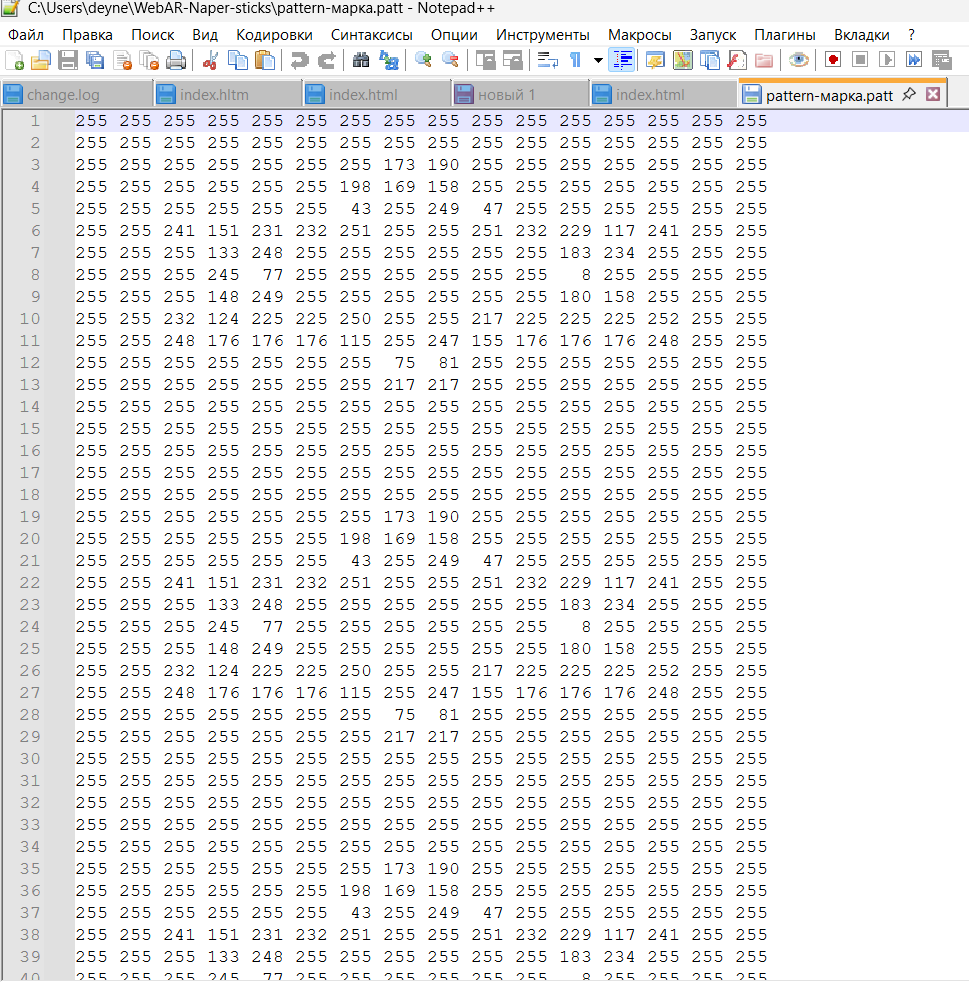 C:\Users\deyne\WebAR-Naper-sticks\pattern-марка.patt - Notepad++
Файл Правка Поиск Вид Кодировки Синтаксисы Опции Инструменты Макросы Запуск Плагины Вкладки ?
change.log index.hltm index.html новый 1 index.html pattern-марка.patt
1 255 255 255 255 255 255 255 255 255 255 255 255 255 255 255 255
2 255 255 255 255 255 255 255 255 255 255 255 255 255 255 255 255
3 255 255 255 255 255 255 255 173 190 255 255 255 255 255 255 255
4 255 255 255 255 255 255 198 169 158 255 255 255 255 255 255 255
5 255 255 255 255 255 255 43 255 249 47 255 255 255 255 255 255
6 255 255 241 151 231 232 251 255 255 251 232 229 117 241 255 255
7 255 255 255 133 248 255 255 255 255 255 255 183 234 255 255 255
8 255 255 255 245 77 255 255 255 255 255 255 8 255 255 255 255
9 255 255 255 148 249 255 255 255 255 255 255 180 158 255 255 255
10 255 255 232 124 225 225 250 255 255 217 225 225 225 252 255 255
11 255 255 248 176 176 176 115 255 247 155 176 176 176 248 255 255
12 255 255 255 255 255 255 255 75 81 255 255 255 255 255 255 255
13 255 255 255 255 255 255 255 217 217 255 255 255 255 255 255 255
14 255 255 255 255 255 255 255 255 255 255 255 255 255 255 255 255
15 255 255 255 255 255 255 255 255 255 255 255 255 255 255 255 255
16 255 255 255 255 255 255 255 255 255 255 255 255 255 255 255 255
17 255 255 255 255 255 255 255 255 255 255 255 255 255 255 255 255
18 255 255 255 255 255 255 255 255 255 255 255 255 255 255 255 255
19 255 255 255 255 255 255 255 173 190 255 255 255 255 255 255 255
20 255 255 255 255 255 255 198 169 158 255 255 255 255 255 255 255
21 255 255 255 255 255 255 43 255 249 47 255 255 255 255 255 255
22 255 255 241 151 231 232 251 255 255 251 232 229 117 241 255 255
23 255 255 255 133 248 255 255 255 255 255 255 183 234 255 255 255
24 255 255 255 245 77 255 255 255 255 255 255 8 255 255 255 255
25 255 255 255 148 249 255 255 255 255 255 255 180 158 255 255 255
26 255 255 232 124 225 225 250 255 255 217 225 225 225 252 255 255
27 255 255 248 176 176 176 115 255 247 155 176 176 176 248 255 255
28 255 255 255 255 255 255 255 75 81 255 255 255 255 255 255 255
29 255 255 255 255 255 255 255 217 217 255 255 255 255 255 255 255
30 255 255 255 255 255 255 255 255 255 255 255 255 255 255 255 255
31 255 255 255 255 255 255 255 255 255 255 255 255 255 255 255 255
32 255 255 255 255 255 255 255 255 255 255 255 255 255 255 255 255
33 255 255 255 255 255 255 255 255 255 255 255 255 255 255 255 255
34 255 255 255 255 255 255 255 255 255 255 255 255 255 255 255 255
35 255 255 255 255 255 255 255 173 190 255 255 255 255 255 255 255
36 255 255 255 255 255 255 198 169 158 255 255 255 255 255 255 255
37 255 255 255 255 255 255 43 255 249 47 255 255 255 255 255 255
38 255 255 241 151 231 232 251 255 255 251 232 229 117 241 255 255
39 255 255 255 133 248 255 255 255 255 255 255 183 234 255 255 255
40 255 255 255 245 77 255 255 255 255 255 255 8 255 255 255 255